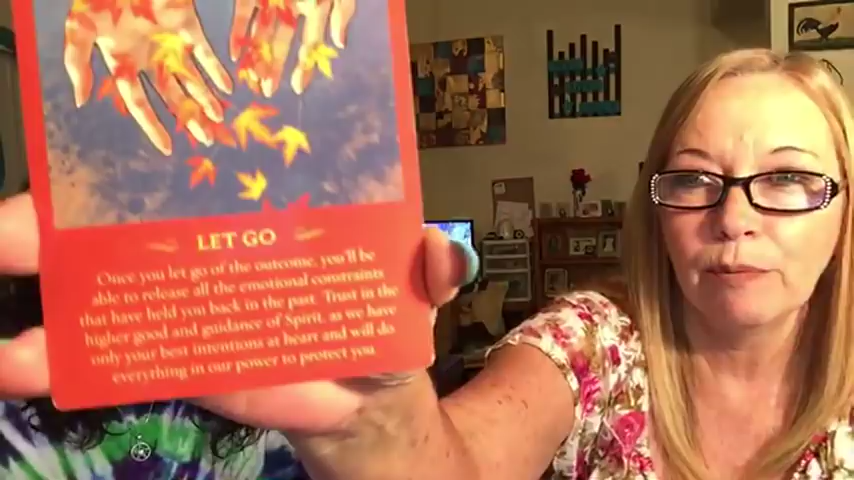 LET GO
Once you let go of the outcome, you'll be
able to release all the emotional constraints
that have held you back in the past. Trust in the
higher good and guidance of Spirit, as we have
only your best intentions at heart and will do
everything in our power to protect you.